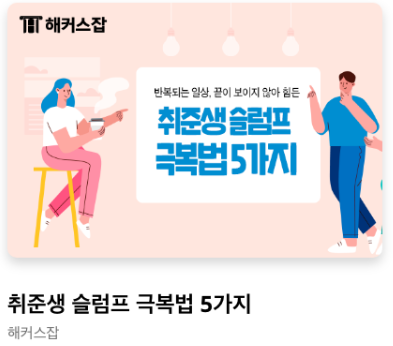 해커스잡
반복되는 일상, 끝이 보이지 않아 힘든
취준생 슬럼프
극복법 5가지
취준생 슬럼프 극복법 5가지
해커스잡